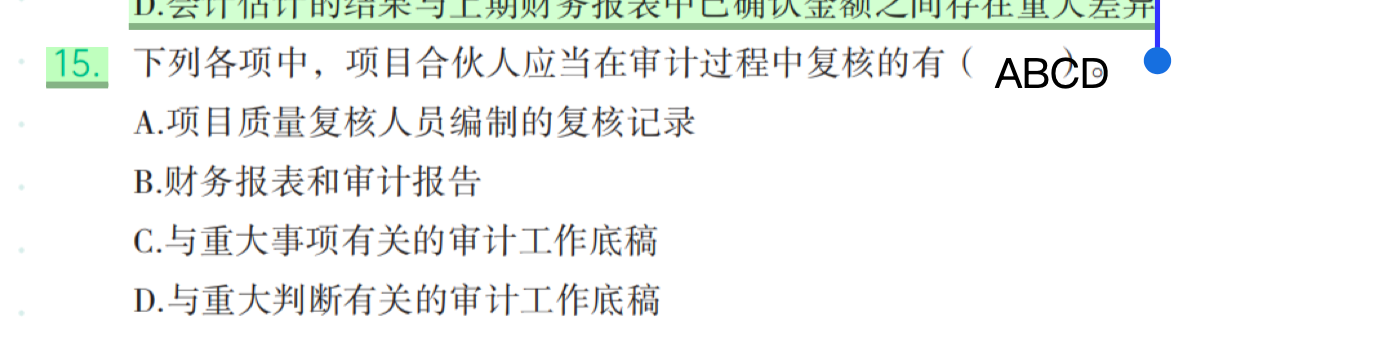 D.会计估计的结果与上期财务报表中已确认金额之间存在重大差异
15. 下列各项中，项目合伙人应当在审计过程中复核的有（ ABCD ）。
A.项目质量复核人员编制的复核记录
B.财务报表和审计报告
C.与重大事项有关的审计工作底稿
D.与重大判断有关的审计工作底稿